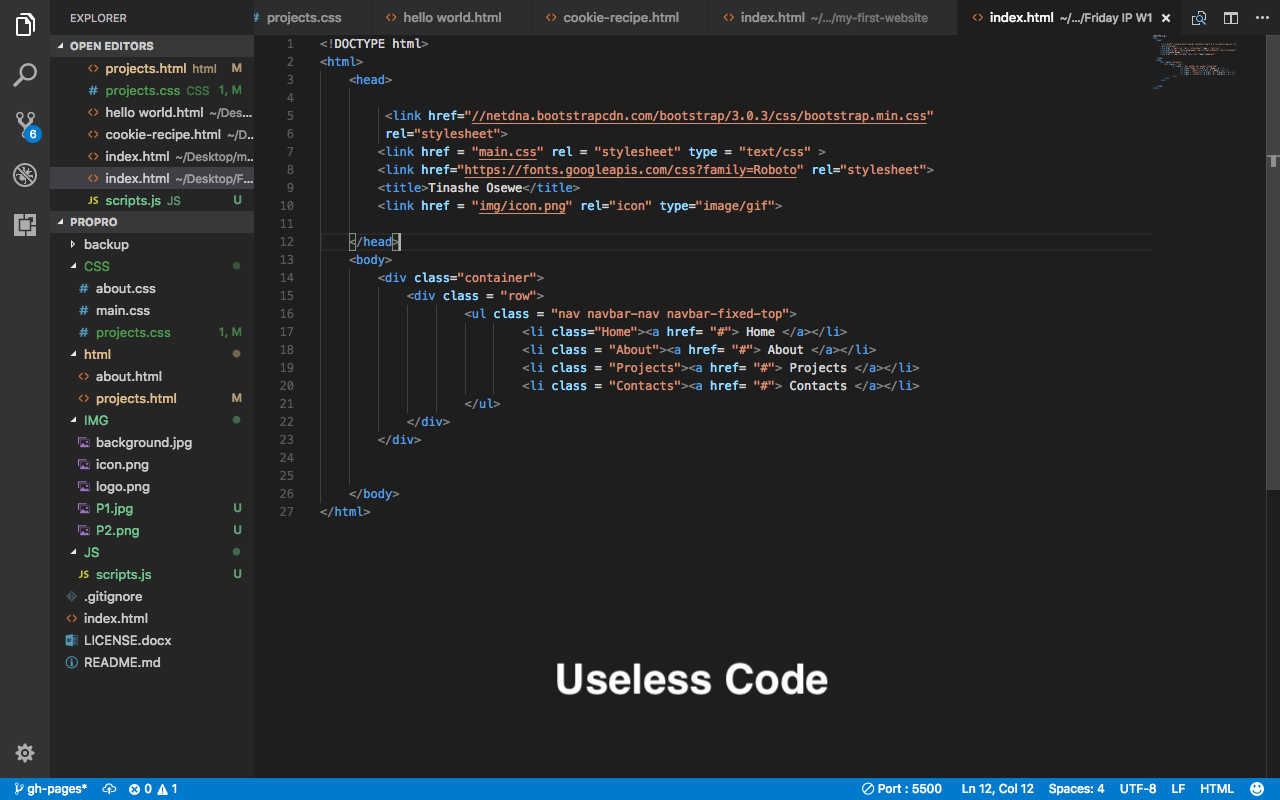 EXPLORER
OPEN EDITORS
projects.html html M
projects.css CSS 1, M
hello world.html ~/Des...
cookie-recipe.html ~/D...
index.html ~/Desktop/m...
index.html ~/Desktop/F...
JS scripts.js JS U
6
PROPRO
backup
CSS
# about.css
# main.css
# projects.css 1, M
html
<> about.html
<> projects.html M
IMG
background.jpg
icon.png
logo.png
P1.jpg U
P2.png U
JS
JS scripts.js U
.gitignore
<> index.html
LICENSE.docx
README.md
# projects.css <> hello world.html <> cookie-recipe.html <> index.html ~/.../my-first-website <> index.html ~/.../Friday IP W1
1 <!DOCTYPE html>
2 <html>
3 <head>
4
5 <link href="//netdna.bootstrapcdn.com/bootstrap/3.0.3/css/bootstrap.min.css"
6 rel="stylesheet">
7 <link href = "main.css" rel = "stylesheet" type = "text/css" >
8 <link href="https://fonts.googleapis.com/css?family=Roboto" rel="stylesheet">
9 <title>Tinashe Osewe</title>
10 <link href = "img/icon.png" rel="icon" type="image/gif">
11
12 </head>
13 <body>
14 <div class="container">
15 <div class = "row">
16 <ul class = "nav navbar-nav navbar-fixed-top">
17 <li class="Home"><a href= "#"> Home </a></li>
18 <li class = "About"><a href= "#"> About </a></li>
19 <li class = "Projects"><a href= "#"> Projects </a></li>
20 <li class = "Contacts"><a href= "#"> Contacts </a></li>
21 </ul>
22 </div>
23 </div>
24
25
26 </body>
27 </html>
Useless Code
gh-pages* 0 1 Port : 5500 Ln 12, Col 12 Spaces: 4 UTF-8 LF HTML